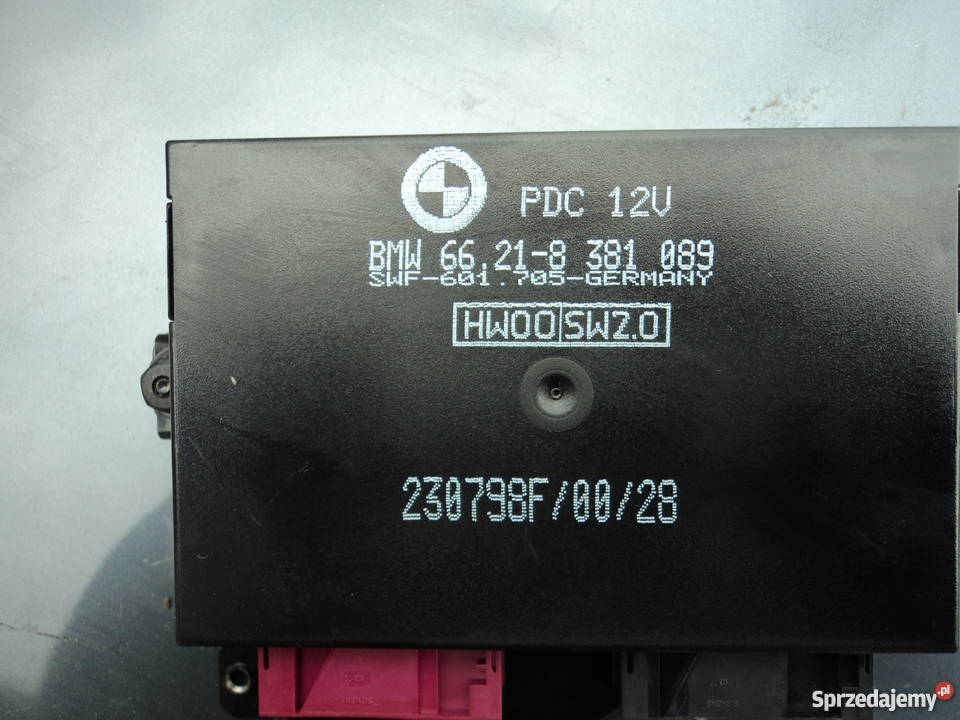 PDC 12V
BMW 66.21-8 381 089
SWF-601.705-GERMANY
HW00 SW2.0
230798F/00/28
Sprzedajemy.pl